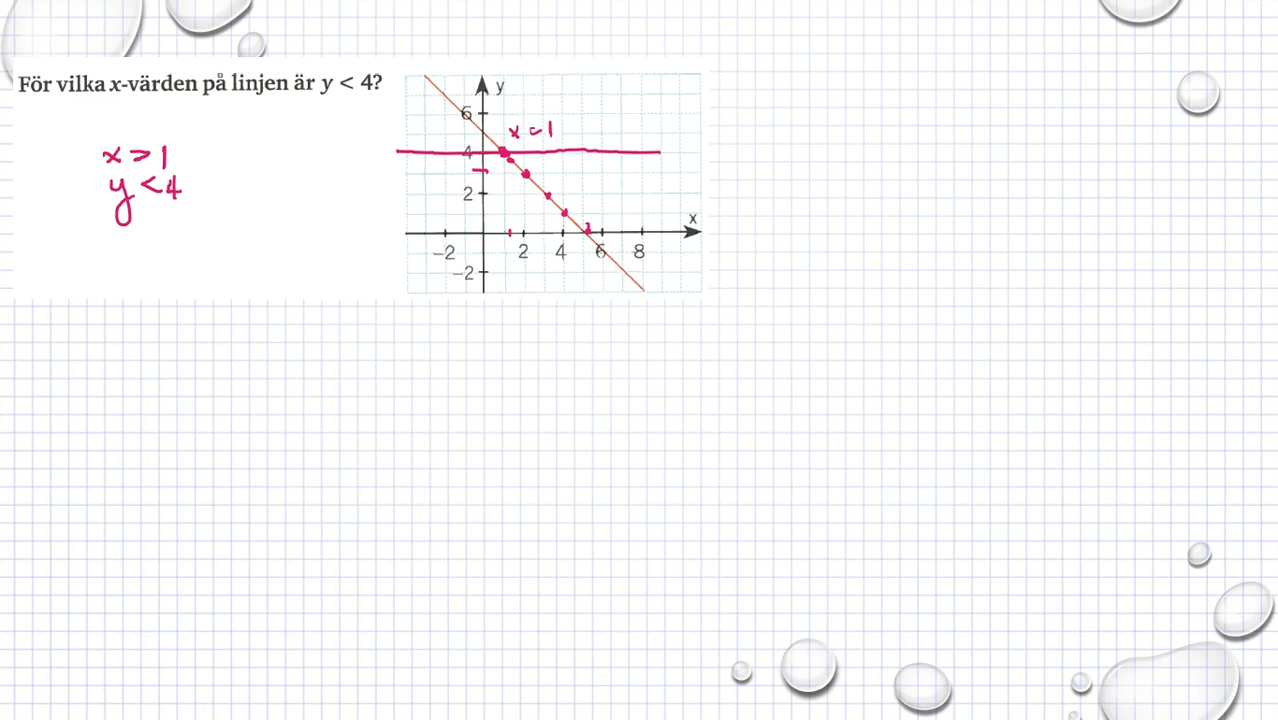 För vilka x-värden på linjen är y < 4?
x > 1
y < 4
y
6
x = 1
4
2
x
-2 2 4 6 8
-2